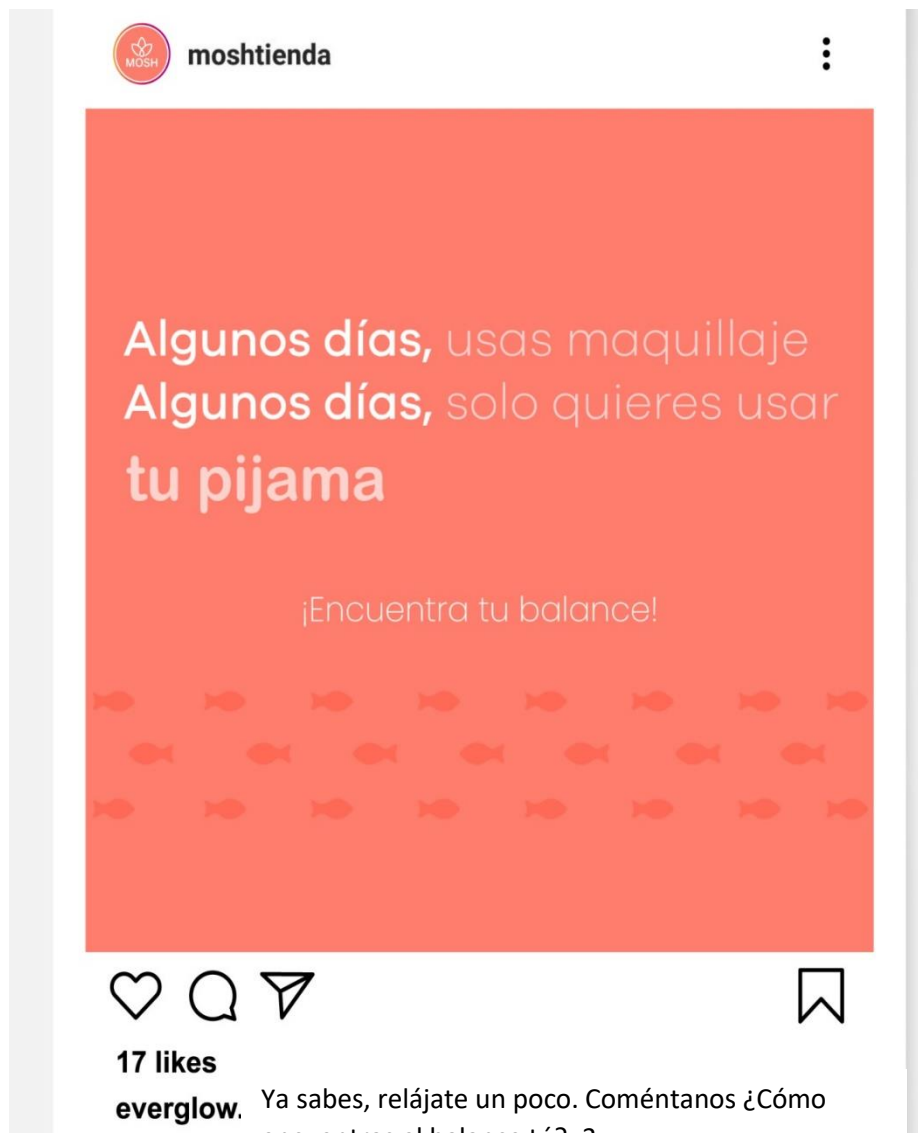 MOSH
moshtienda
Algunos días, usas maquillaje
Algunos días, solo quieres usar
tu pijama
¡Encuentra tu balance!
17 likes
everglow. Ya sabes, relájate un poco. Coméntanos ¿Cómo